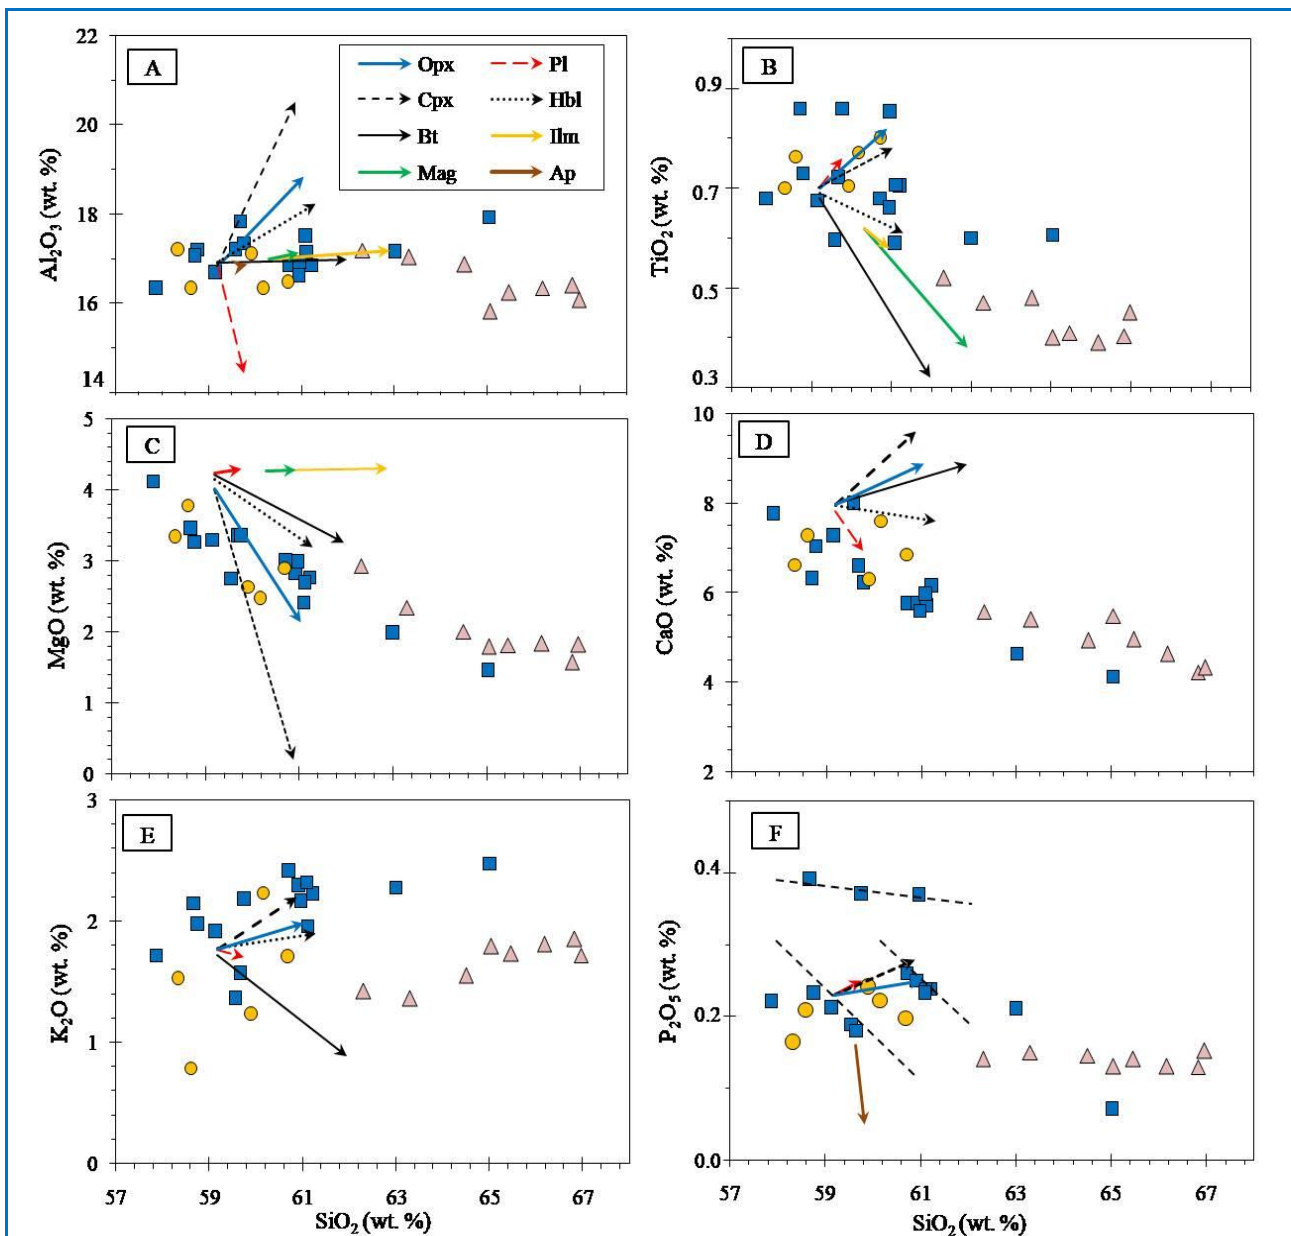 A
22
20
18
16
14
Al2O3 (wt. %)
Opx
Pl
Cpx
Hbl
Bt
Ilm
Mag
Ap
B
0.9
0.7
0.5
0.3
TiO2 (wt. %)
C
5
4
3
2
1
0
MgO (wt. %)
D
10
8
6
4
2
CaO (wt. %)
E
3
2
1
0
K2O (wt. %)
57 59 61 63 65 67
SiO2 (wt. %)
F
0.4
0.2
0.0
P2O5 (wt. %)
57 59 61 63 65 67
SiO2 (wt. %)